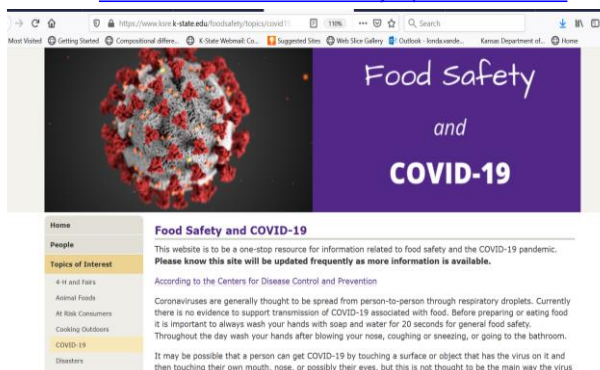 https://www.ksre.k-state.edu/foodsafety/topics/covid19
110%
Search
Most Visited Getting Started Compositional differe... K-State Webmail: Co... Suggested Sites Web Slice Gallery Outlook - londa.vande... Kansas Department of... Home
Food Safety
and
COVID-19
Home
People
Topics of Interest
4-H and Fairs
Animal Foods
At Risk Consumers
Cooking Outdoors
COVID-19
Disasters
Food Safety and COVID-19
This website is to be a one-stop resource for information related to food safety and the COVID-19 pandemic.
Please know this site will be updated frequently as more information is available.
According to the Centers for Disease Control and Prevention
Coronaviruses are generally thought to be spread from person-to-person through respiratory droplets. Currently
there is no evidence to support transmission of COVID-19 associated with food. Before preparing or eating food
it is important to always wash your hands with soap and water for 20 seconds for general food safety.
Throughout the day wash your hands after blowing your nose, coughing or sneezing, or going to the bathroom.
It may be possible that a person can get COVID-19 by touching a surface or object that has the virus on it and
then touching their own mouth, nose, or possibly their eyes, but this is not thought to be the main way the virus